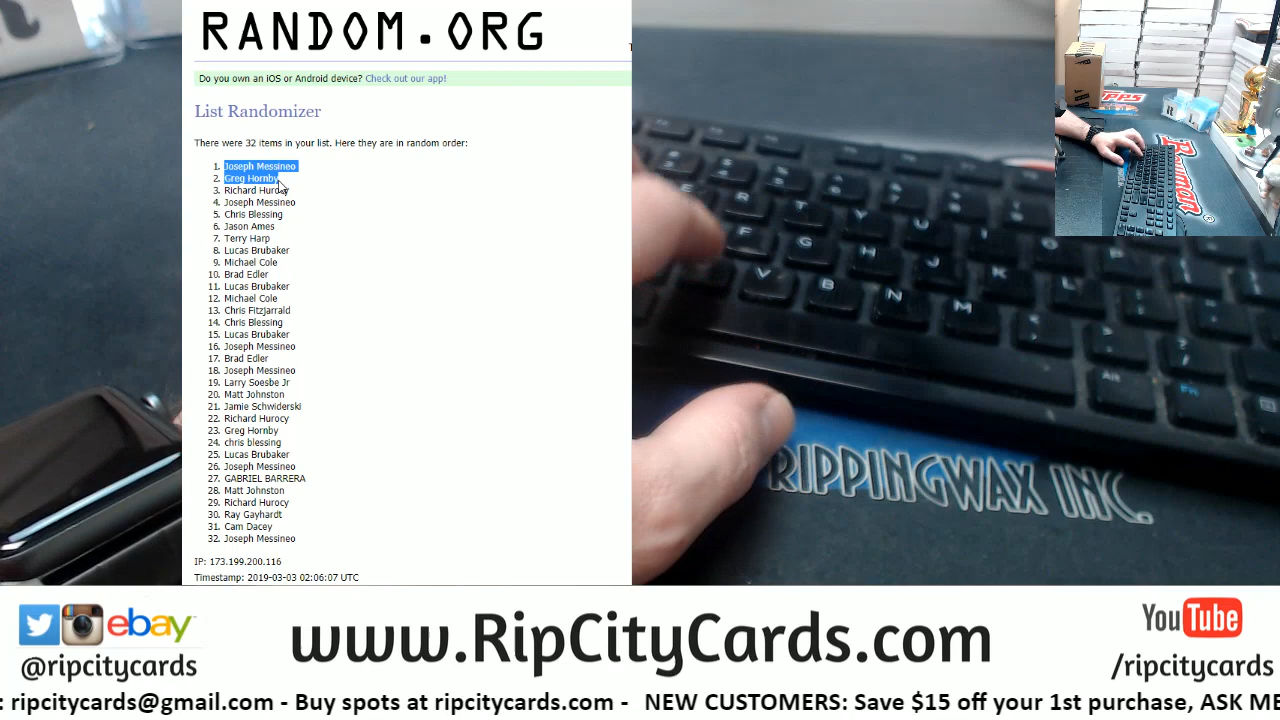 RANDOM.ORG
Do you own an iOS or Android device? Check out our app!
List Randomizer
There were 32 items in your list. Here they are in random order:
1. Joseph Messineo
2. Greg Hornby
3. Richard Hurocy
4. Joseph Messineo
5. Chris Blessing
6. Jason Ames
7. Terry Harp
8. Lucas Brubaker
9. Michael Cole
10. Brad Edler
11. Lucas Brubaker
12. Michael Cole
13. Chris Fitzjarrald
14. Chris Blessing
15. Lucas Brubaker
16. Joseph Messineo
17. Brad Edler
18. Joseph Messineo
19. Larry Soesbe Jr
20. Matt Johnston
21. Jamie Schwiderski
22. Richard Hurocy
23. Greg Hornby
24. chris blessing
25. Lucas Brubaker
26. Joseph Messineo
27. GABRIEL BARRERA
28. Matt Johnston
29. Richard Hurocy
30. Ray Gayhardt
31. Cam Dacey
32. Joseph Messineo
IP: 173.199.200.116
Timestamp: 2019-03-03 02:06:07 UTC
Bowman
R T Y U I O P
F G H J K L
V B N M
Alt Fn
RIPPINGWAX INC.
ebay
@ripcitycards
www.RipCityCards.com
YouTube
/ripcitycards
: ripcitycards@gmail.com - Buy spots at ripcitycards.com - NEW CUSTOMERS: Save $15 off your 1st purchase, ASK ME